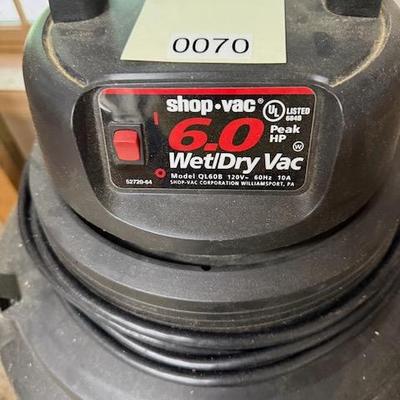 0070
shop•vac®
UL® LISTED
684B
6.0 Peak HP
W
Wet/Dry Vac
Model QL60B 120V~ 60Hz 10A
52720-64 SHOP-VAC CORPORATION WILLIAMSPORT, PA